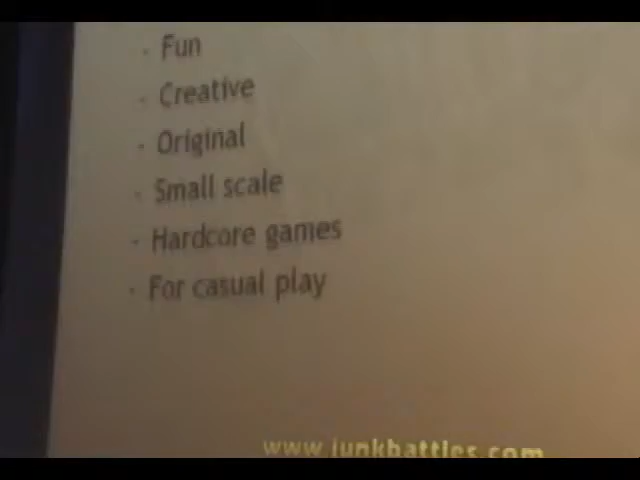 - Fun
- Creative
- Original
- Small scale
- Hardcore games
- For casual play
www.junkbattles.com